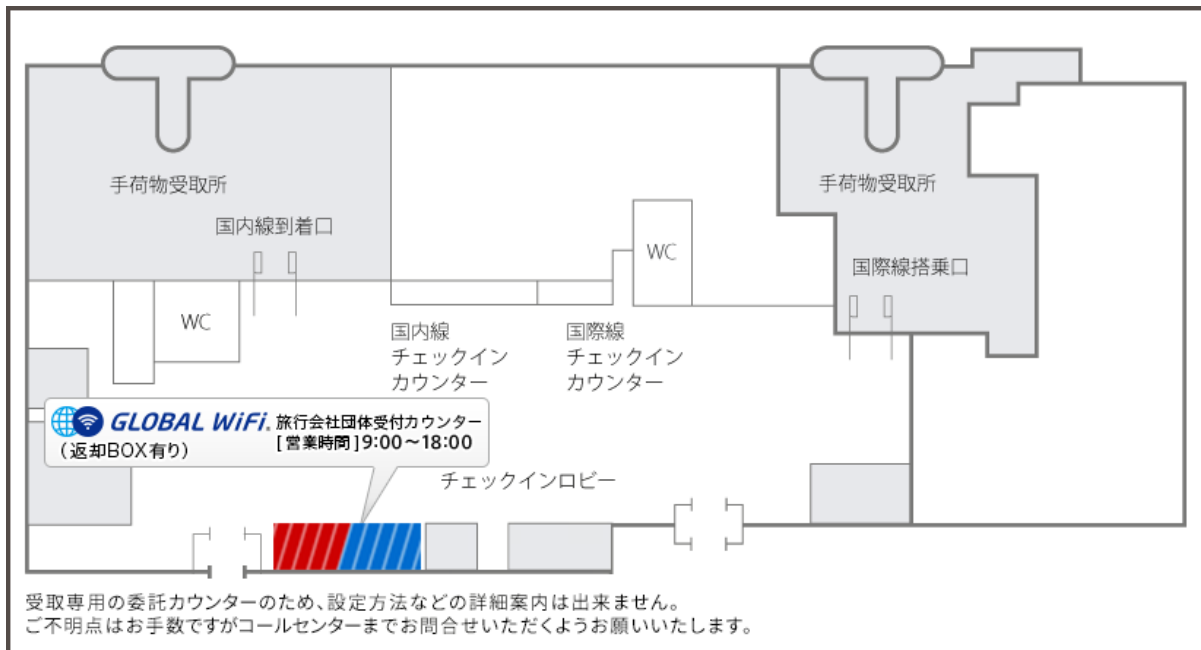 手荷物受取所
手荷物受取所
国内線到着口
WC
国際線搭乗口
WC
国内線
チェックイン
カウンター
国際線
チェックイン
カウンター
GLOBAL WiFi. 旅行会社団体受付カウンター
（返却BOX有り） [営業時間]9:00～18:00
チェックインロビー
受取専用の委託カウンターのため、設定方法などの詳細案内は出来ません。
ご不明点はお手数ですがコールセンターまでお問合せいただくようお願いいたします。